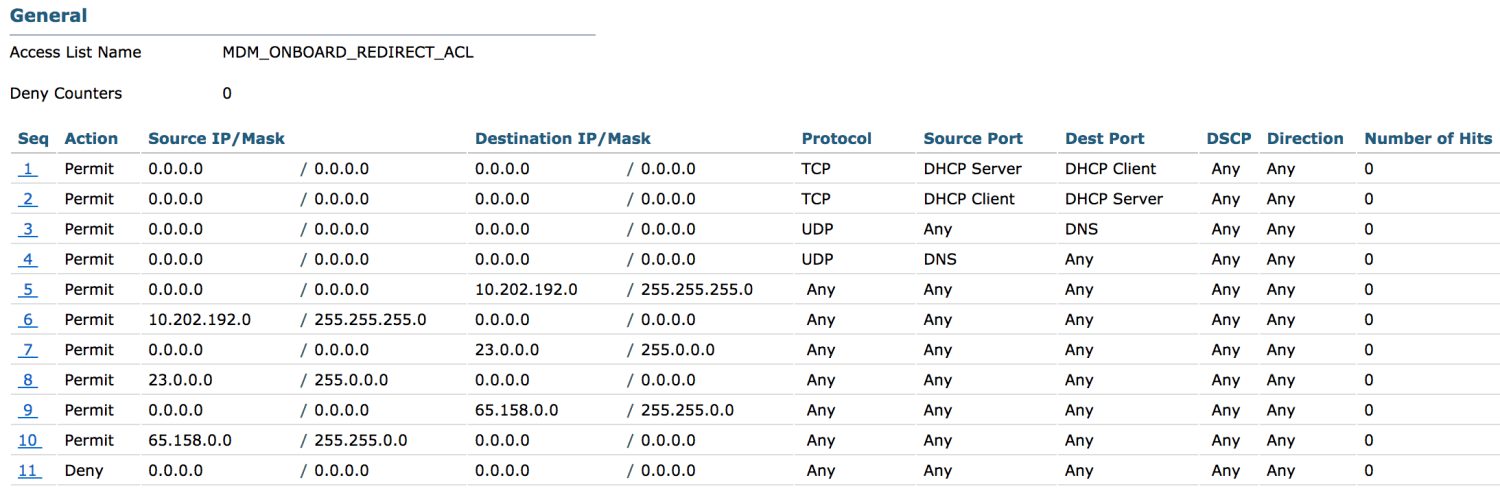 General
Access List Name MDM_ONBOARD_REDIRECT_ACL
Deny Counters 0
Seq Action Source IP/Mask Destination IP/Mask Protocol Source Port Dest Port DSCP Direction Number of Hits
1 Permit 0.0.0.0 / 0.0.0.0 0.0.0.0 / 0.0.0.0 TCP DHCP Server DHCP Client Any Any 0
2 Permit 0.0.0.0 / 0.0.0.0 0.0.0.0 / 0.0.0.0 TCP DHCP Client DHCP Server Any Any 0
3 Permit 0.0.0.0 / 0.0.0.0 0.0.0.0 / 0.0.0.0 UDP Any DNS Any Any 0
4 Permit 0.0.0.0 / 0.0.0.0 0.0.0.0 / 0.0.0.0 UDP DNS Any Any Any 0
5 Permit 0.0.0.0 / 0.0.0.0 10.202.192.0 / 255.255.255.0 Any Any Any Any Any 0
6 Permit 10.202.192.0 / 255.255.255.0 0.0.0.0 / 0.0.0.0 Any Any Any Any Any 0
7 Permit 0.0.0.0 / 0.0.0.0 23.0.0.0 / 255.0.0.0 Any Any Any Any Any 0
8 Permit 23.0.0.0 / 255.0.0.0 0.0.0.0 / 0.0.0.0 Any Any Any Any Any 0
9 Permit 0.0.0.0 / 0.0.0.0 65.158.0.0 / 255.255.0.0 Any Any Any Any Any 0
10 Permit 65.158.0.0 / 255.255.0.0 0.0.0.0 / 0.0.0.0 Any Any Any Any Any 0
11 Deny 0.0.0.0 / 0.0.0.0 0.0.0.0 / 0.0.0.0 Any Any Any Any Any 0